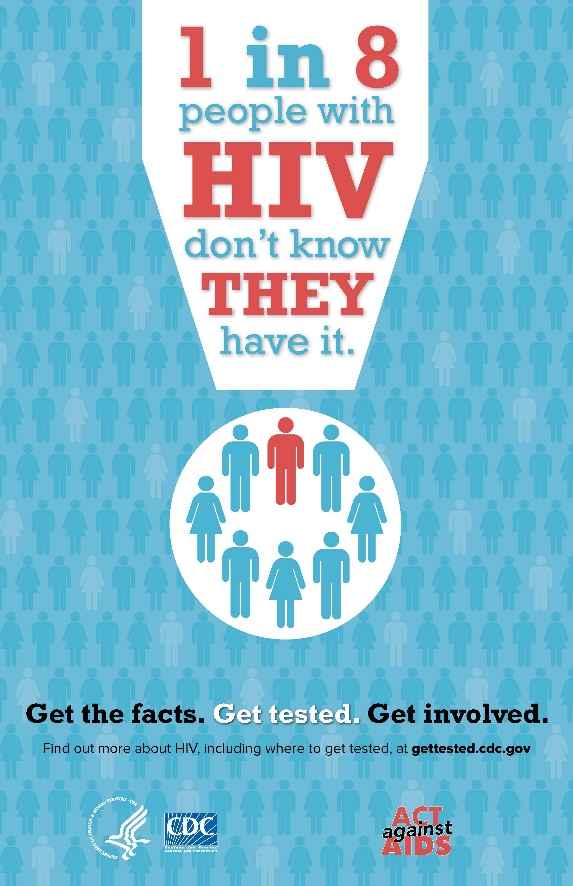 1 in 8
people with
HIV
don't know
THEY
have it.
Get the facts. Get tested. Get involved.
Find out more about HIV, including where to get tested, at gettested.cdc.gov
CDC
ACT
against
AIDS